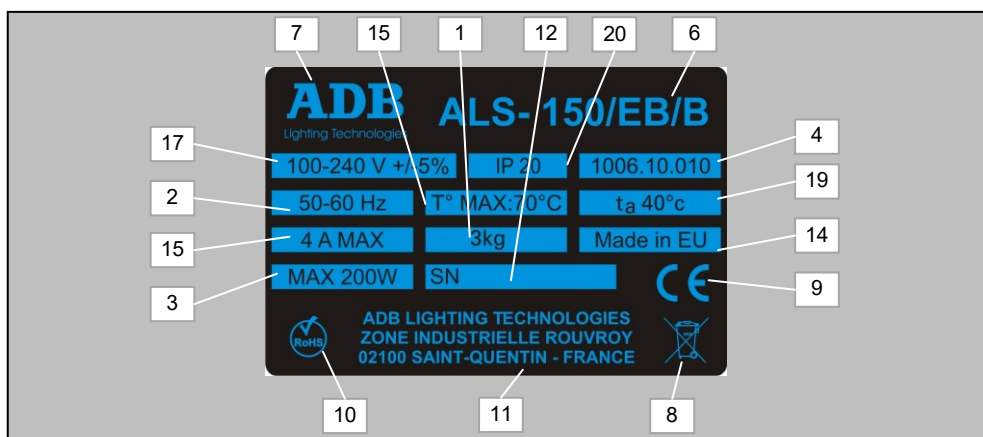 7 15 1 12 20 6
ADB
Lighting Technologies
ALS- 150/EB/B
17 100-240 V +/-5% IP 20 1006.10.010 4
2 50-60 Hz T° MAX:70°C ta 40°c 19
15 4 A MAX 3kg Made in EU 14
3 MAX 200W SN CE 9
RoHS
ADB LIGHTING TECHNOLOGIES
ZONE INDUSTRIELLE ROUVROY
02100 SAINT-QUENTIN - FRANCE
10 11 8